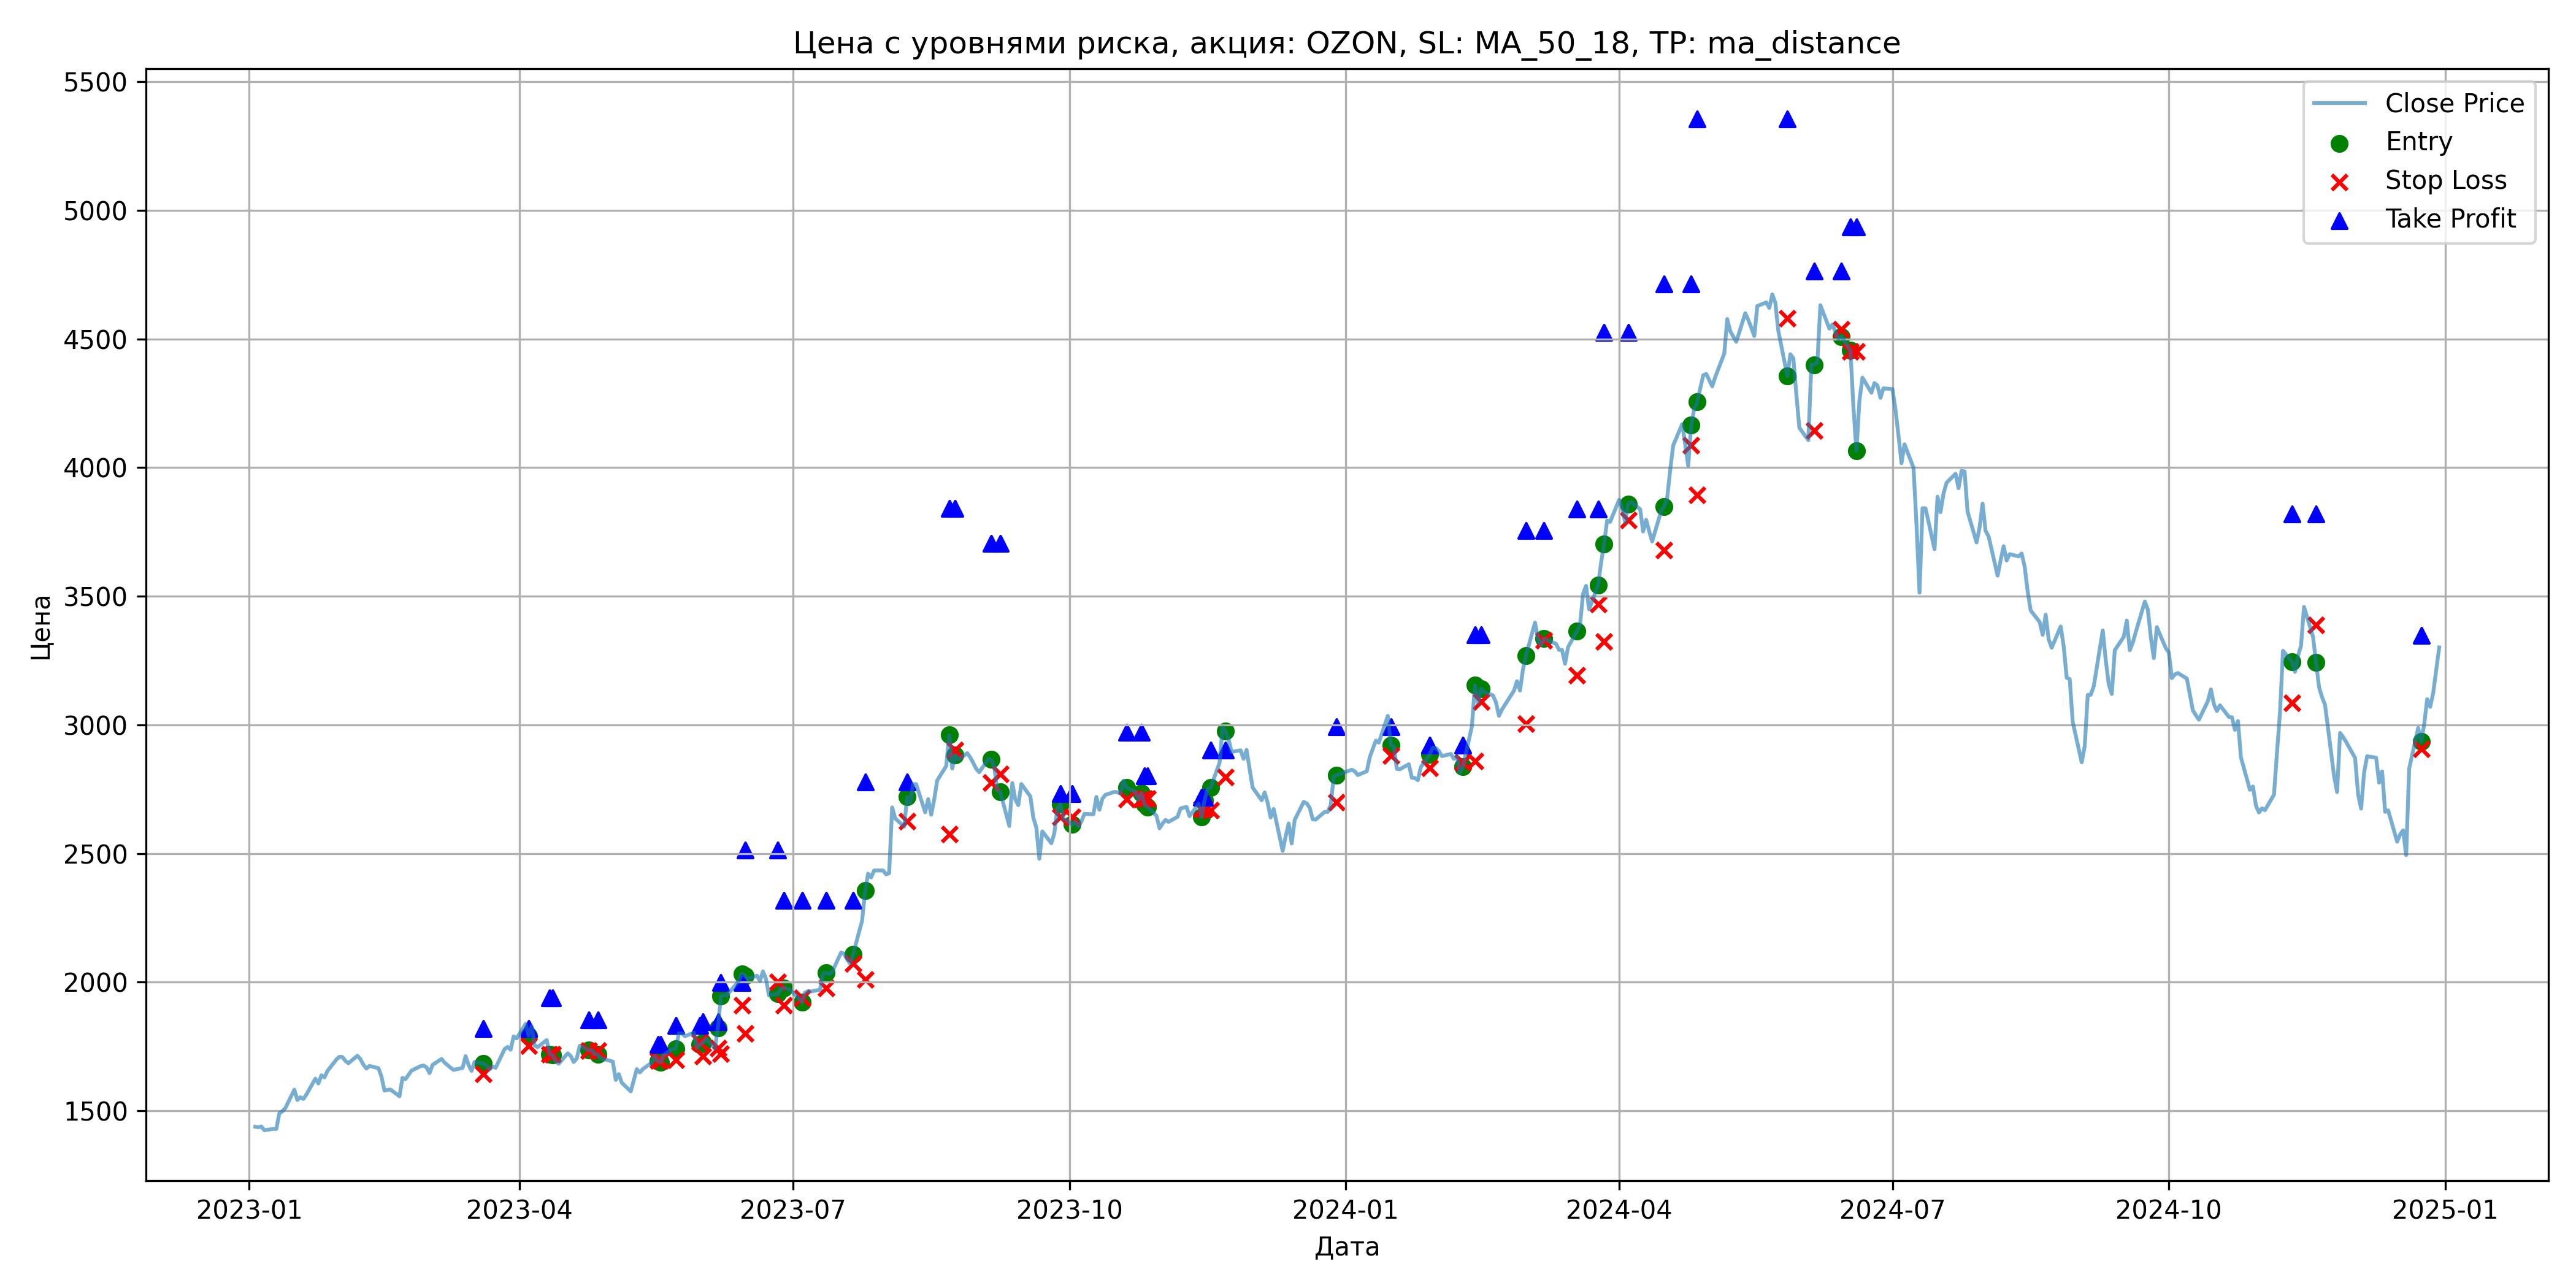 Цена с уровнями риска, акция: OZON, SL: MA_50_18, TP: ma_distance
Close Price
Entry
Stop Loss
Take Profit
5500
5000
4500
4000
3500
3000
2500
2000
1500
Цена
2023-01
2023-04
2023-07
2023-10
2024-01
2024-04
2024-07
2024-10
2025-01
Дата